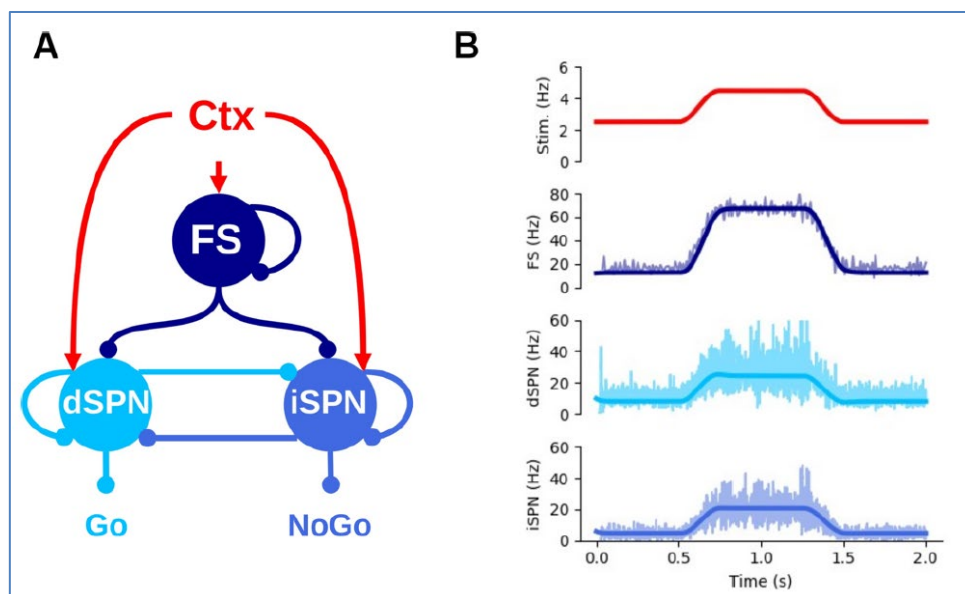 A
Ctx
FS
dSPN
iSPN
Go
NoGo
B
Stim. (Hz)
6
4
2
0
FS (Hz)
80
60
40
20
0
dSPN (Hz)
60
40
20
0
iSPN (Hz)
60
40
20
0
0.0 0.5 1.0 1.5 2.0
Time (s)